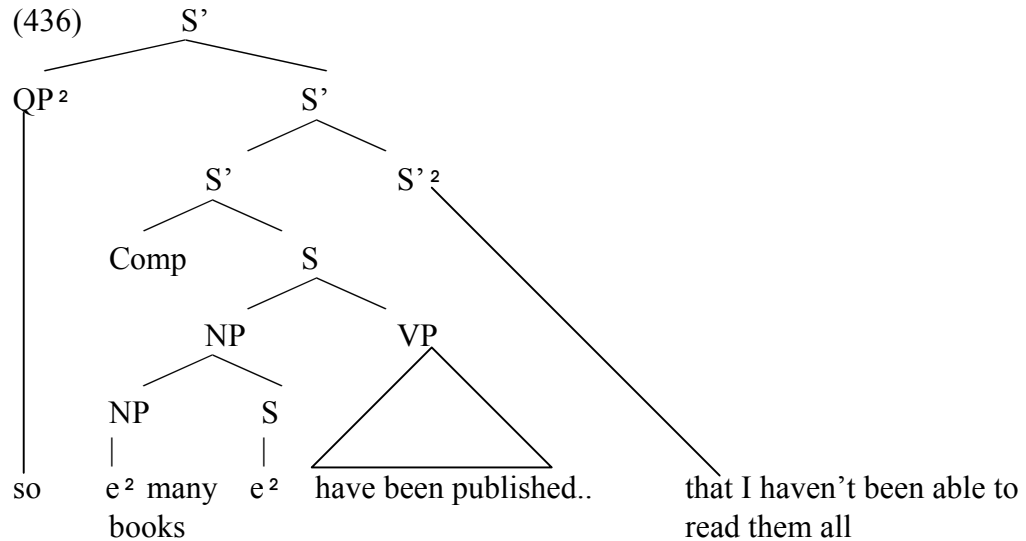 (436) S’
QP² S’
S’ S’²
Comp S
NP VP
NP S
so e² many e² have been published.. that I haven’t been able to
books read them all